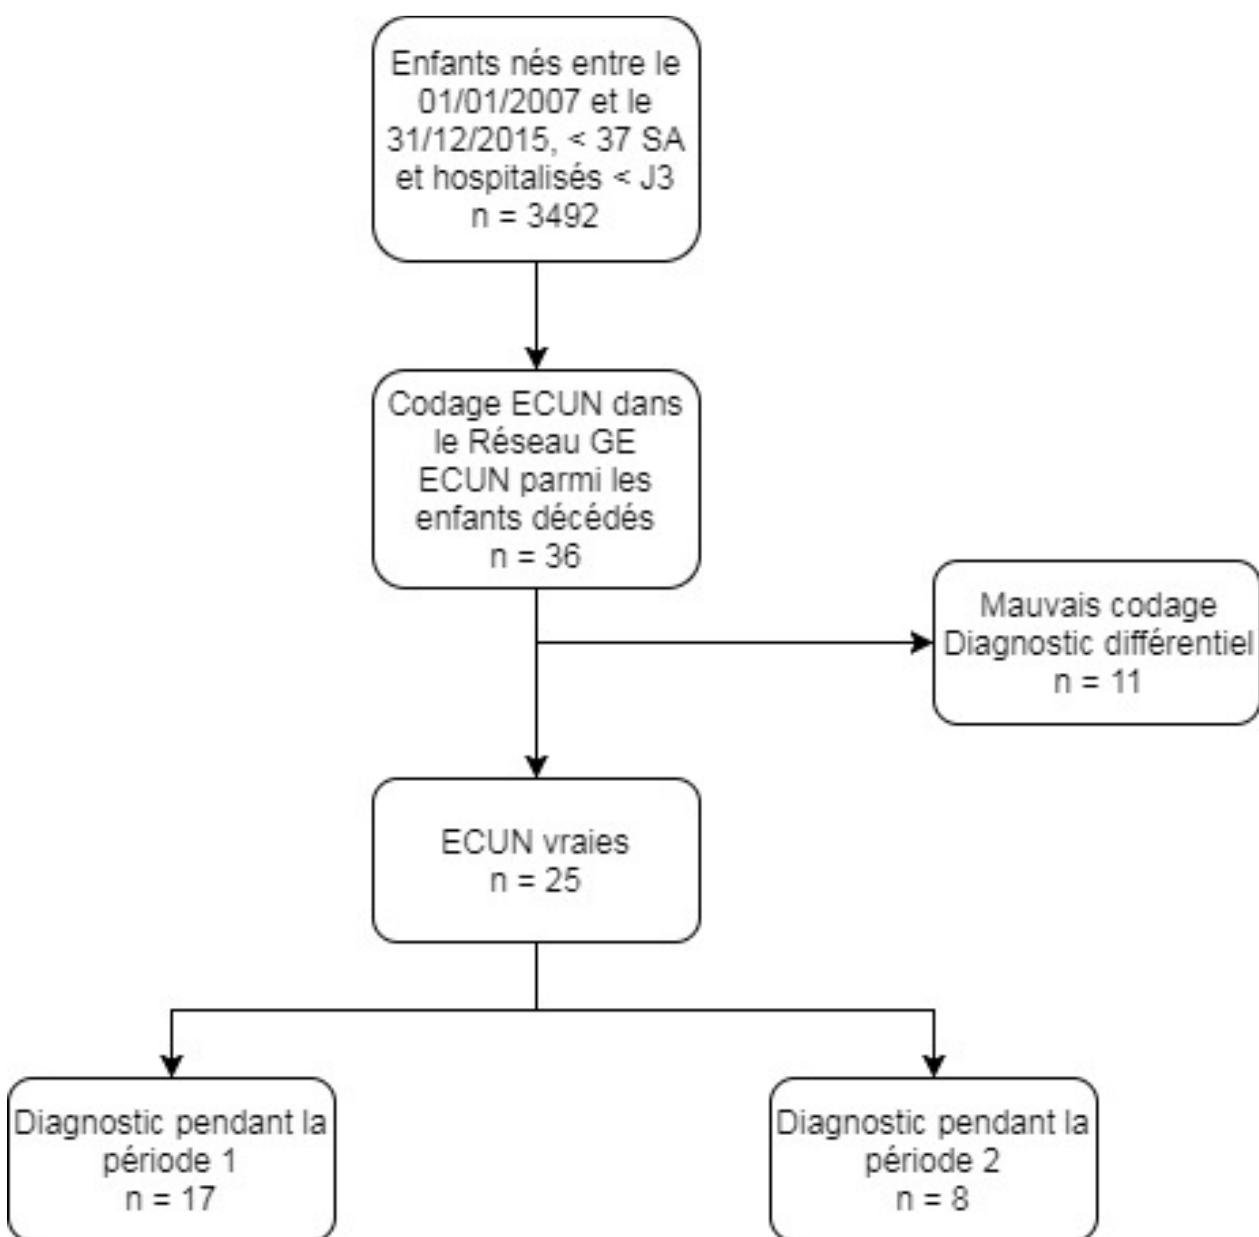 Enfants nés entre le
01/01/2007 et le
31/12/2015, < 37 SA
et hospitalisés < J3
n = 3492
Codage ECUN dans
le Réseau GE
ECUN parmi les
enfants décédés
n = 36
Mauvais codage
Diagnostic différentiel
n = 11
ECUN vraies
n = 25
Diagnostic pendant la
période 1
n = 17
Diagnostic pendant la
période 2
n = 8